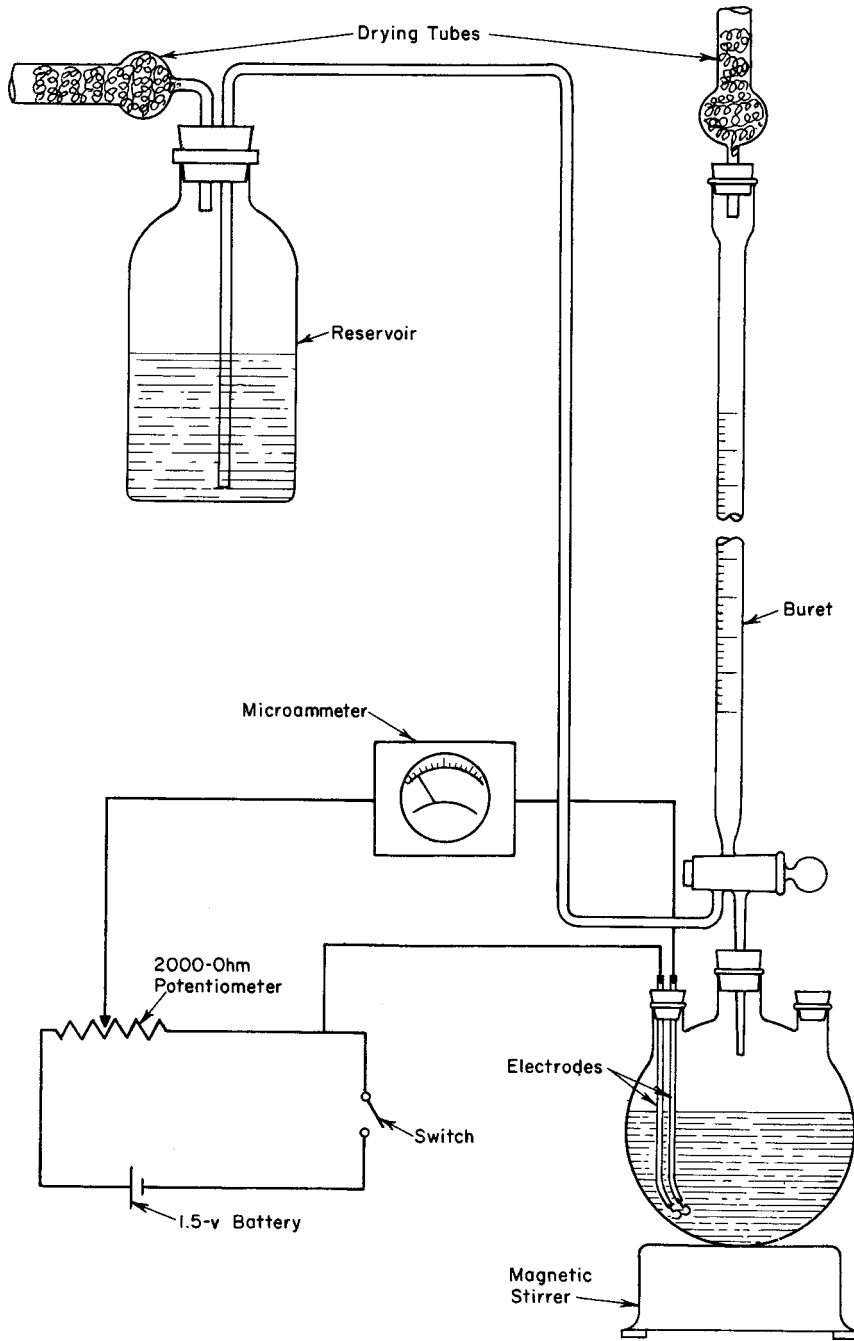 Drying Tubes
Reservoir
Buret
Microammeter
2000-Ohm
Potentiometer
Electrodes
Switch
1.5-v Battery
Magnetic
Stirrer